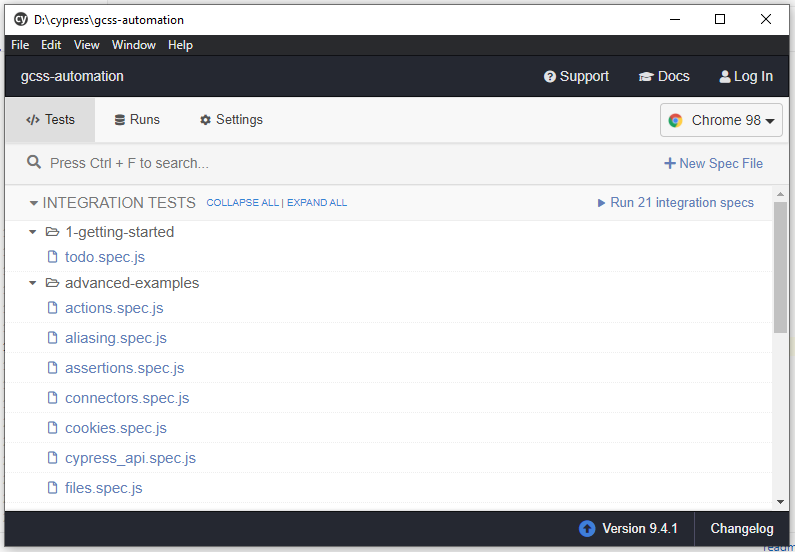 cy D:\cypress\gcss-automation
File Edit View Window Help
gcss-automation Support Docs Log In
Tests Runs Settings Chrome 98
Press Ctrl + F to search... New Spec File
INTEGRATION TESTS COLLAPSE ALL | EXPAND ALL Run 21 integration specs
1-getting-started
todo.spec.js
advanced-examples
actions.spec.js
aliasing.spec.js
assertions.spec.js
connectors.spec.js
cookies.spec.js
cypress_api.spec.js
files.spec.js
Version 9.4.1 Changelog